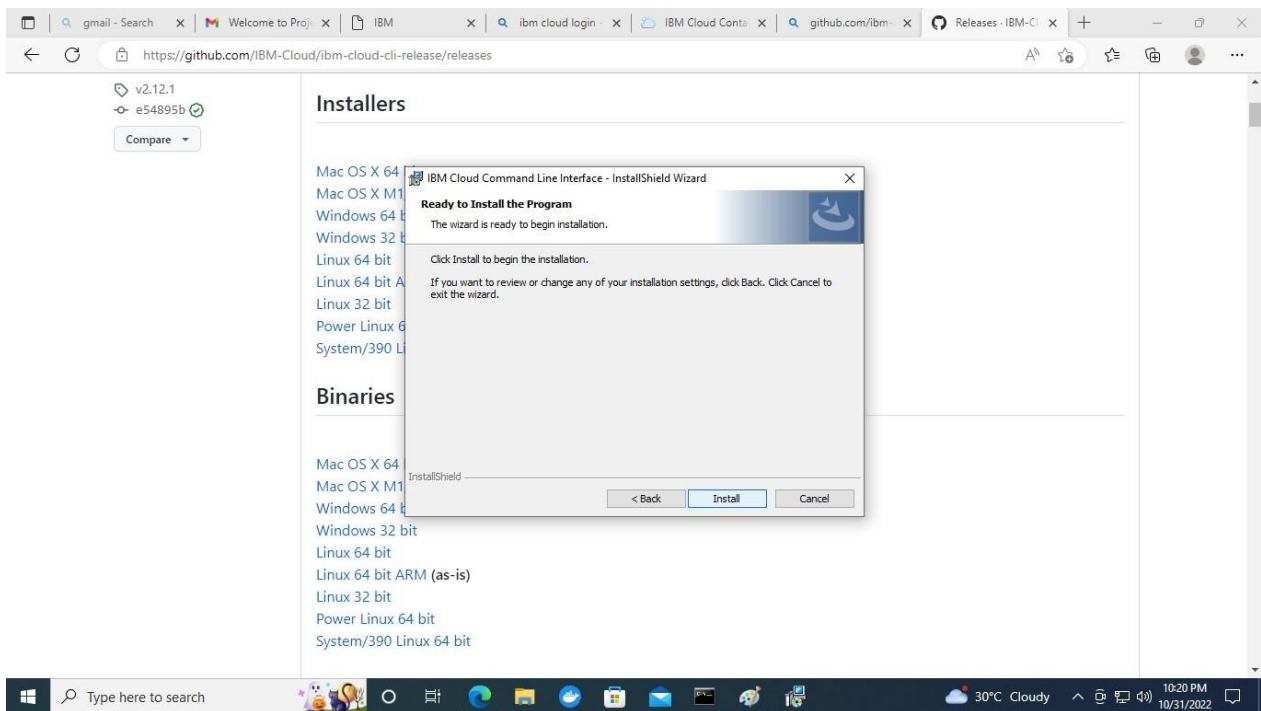 gmail - Search
Welcome to Proj
IBM
ibm cloud login -
IBM Cloud Conta
github.com/ibm-
Releases · IBM-Cl
https://github.com/IBM-Cloud/ibm-cloud-cli-release/releases
v2.12.1
e54895b
Compare
Installers
Mac OS X 64
Mac OS X M1
Windows 64 b
Windows 32 b
Linux 64 bit
Linux 64 bit A
Linux 32 bit
Power Linux 6
System/390 Li
IBM Cloud Command Line Interface - InstallShield Wizard
Ready to Install the Program
The wizard is ready to begin installation.
Click Install to begin the installation.
If you want to review or change any of your installation settings, click Back. Click Cancel to
exit the wizard.
InstallShield
< Back
Install
Cancel
Binaries
Mac OS X 64
Mac OS X M1
Windows 64 b
Windows 32 bit
Linux 64 bit
Linux 64 bit ARM (as-is)
Linux 32 bit
Power Linux 64 bit
System/390 Linux 64 bit
Type here to search
30°C Cloudy
10:20 PM
10/31/2022